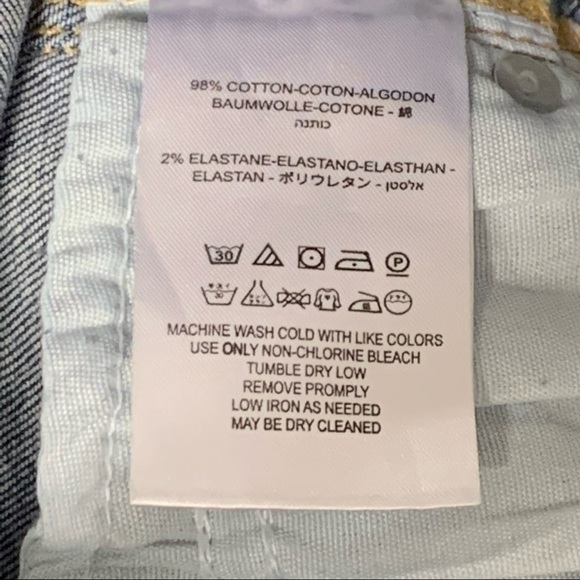 98% COTTON-COTON-ALGODON
BAUMWOLLE-COTONE - 綿
כותנה
2% ELASTANE-ELASTANO-ELASTHAN -
ELASTAN - ポリウレタン - אלסטן
30
P
30
MACHINE WASH COLD WITH LIKE COLORS
USE ONLY NON-CHLORINE BLEACH
TUMBLE DRY LOW
REMOVE PROMPLY
LOW IRON AS NEEDED
MAY BE DRY CLEANED